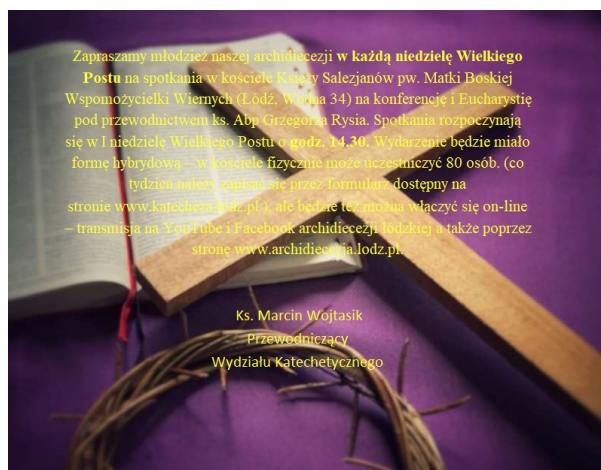 Zapraszamy młodzież naszej archidiecezji w każdą niedzielę Wielkiego
Postu na spotkania w kościele Księży Salezjanów pw. Matki Boskiej
Wspomożycielki Wiernych (Łódź, Wodna 34) na konferencję i Eucharystię
pod przewodnictwem ks. Abp Grzegorza Rysia. Spotkania rozpoczynają
się w I niedzielę Wielkiego Postu o godz. 14.30. Wydarzenie będzie miało
formę hybrydową – w kościele fizycznie może uczestniczyć 80 osób. (co
tydzień należy zapisać się przez formularz dostępny na
stronie www.katecheza.lodz.pl ), ale będzie też można włączyć się on-line
– transmisja na YouTube i Facebook archidiecezji łódzkiej a także poprzez
stronę www.archidiecezja.lodz.pl.
Ks. Marcin Wojtasik
Przewodniczący
Wydziału Katechetycznego